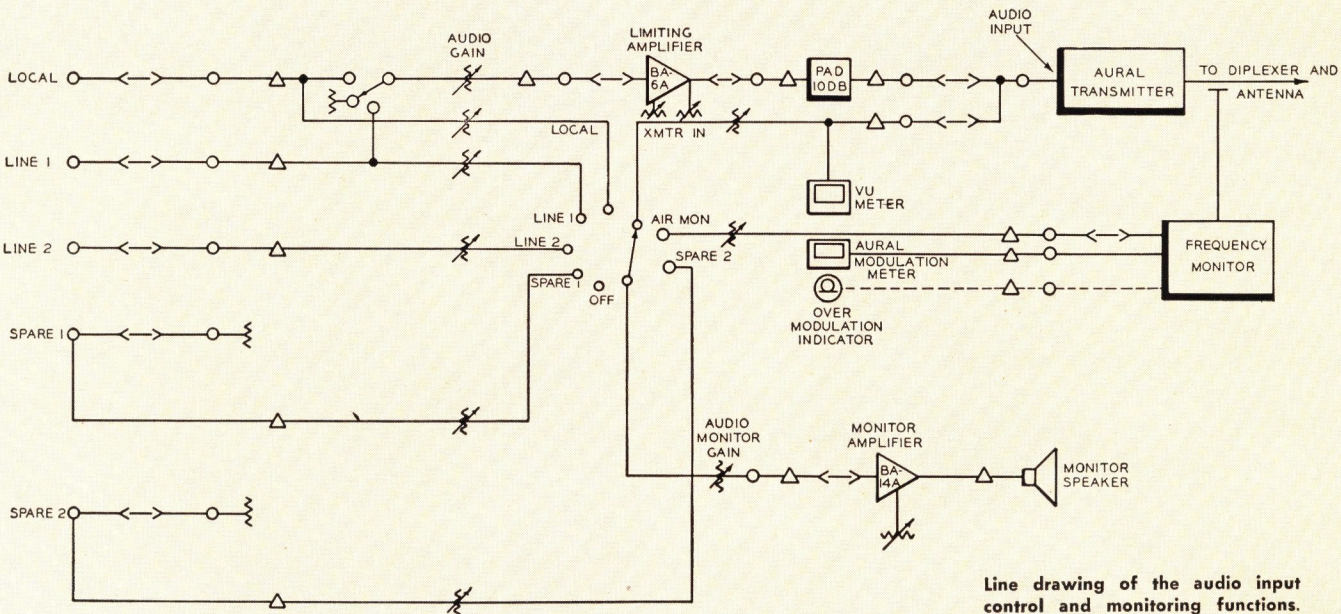 AUDIO
INPUT
LOCAL
AUDIO
GAIN
LIMITING
AMPLIFIER
BA-
6A
PAD
10DB
AURAL
TRANSMITTER
TO DIPLEXER AND
ANTENNA
LOCAL
XMTR IN
LINE 1
VU
METER
LINE 1
AIR MON
LINE 2
LINE 2
SPARE 2
AURAL
MODULATION
METER
FREQUENCY
MONITOR
SPARE 1
OFF
OVER
MODULATION
INDICATOR
SPARE 1
AUDIO
MONITOR
GAIN
MONITOR
AMPLIFIER
BA-
14A
MONITOR
SPEAKER
SPARE 2
Line drawing of the audio input
control and monitoring functions.